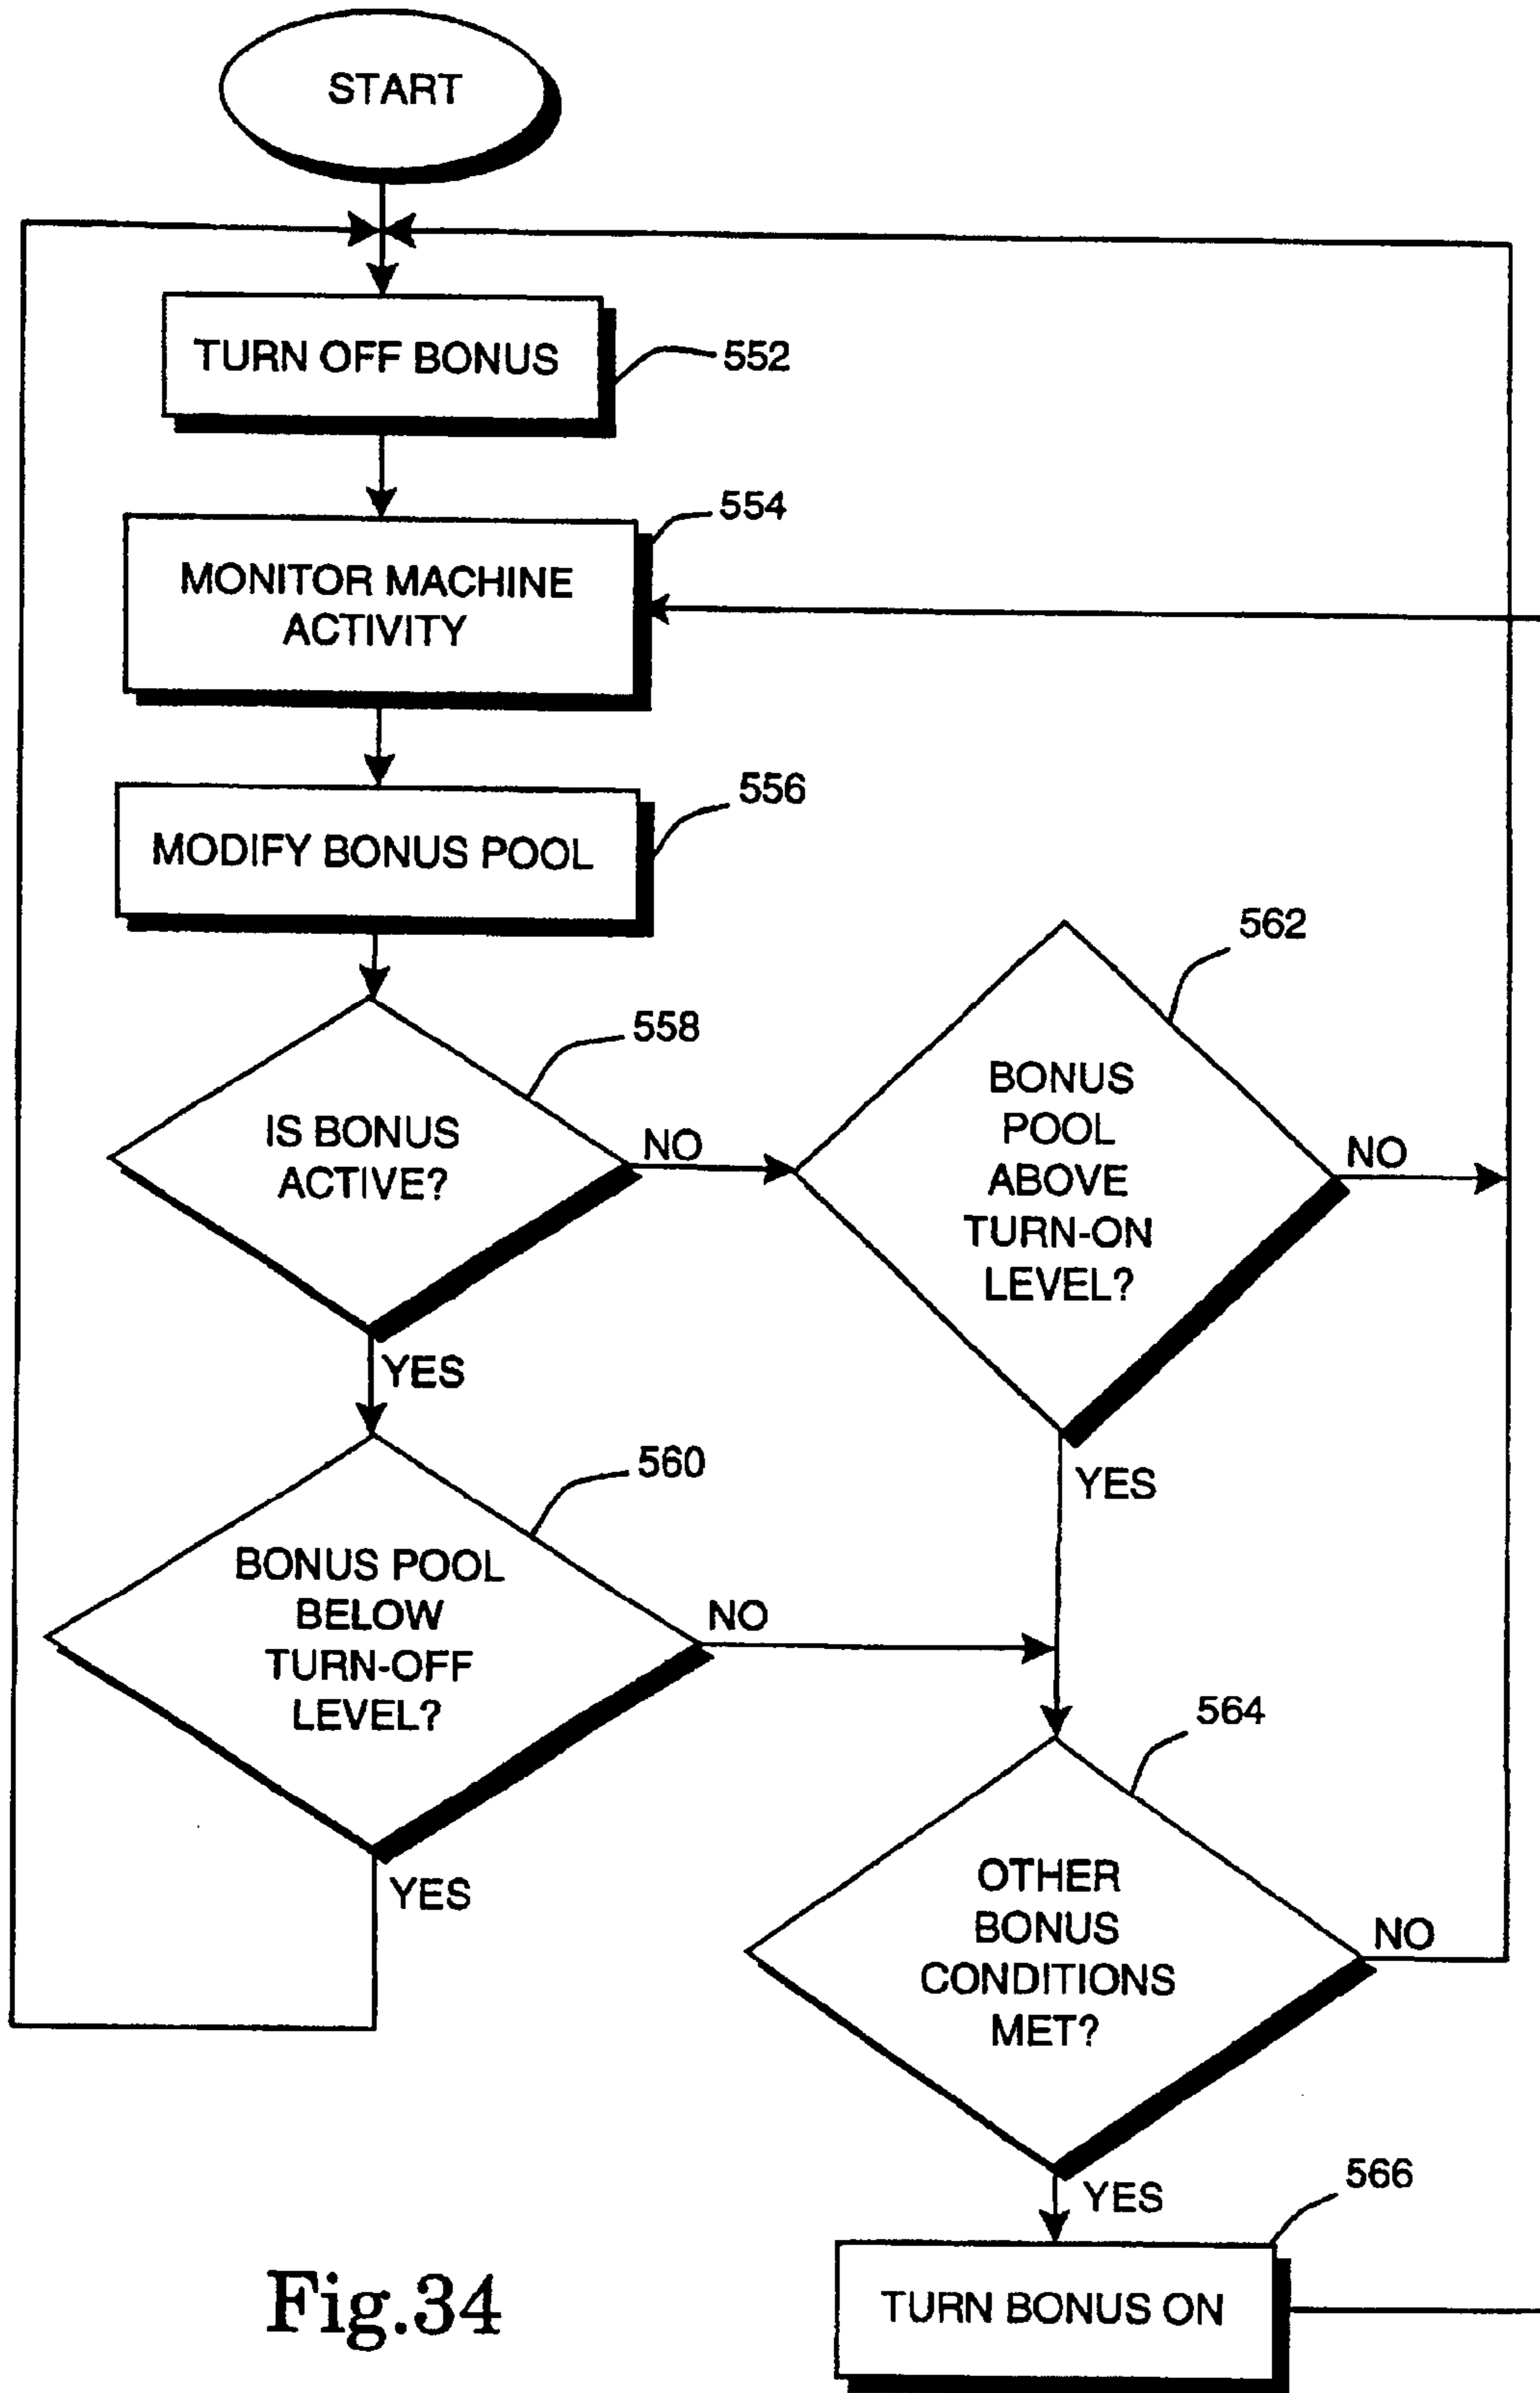 START
TURN OFF BONUS
552
554
MONITOR MACHINE
ACTIVITY
556
MODIFY BONUS POOL
562
558
BONUS
POOL
ABOVE
TURN-ON
LEVEL?
IS BONUS
ACTIVE?
NO
NO
YES
YES
560
BONUS POOL
BELOW
TURN-OFF
LEVEL?
NO
564
YES
OTHER
BONUS
CONDITIONS
MET?
NO
YES
566
TURN BONUS ON
Fig.34